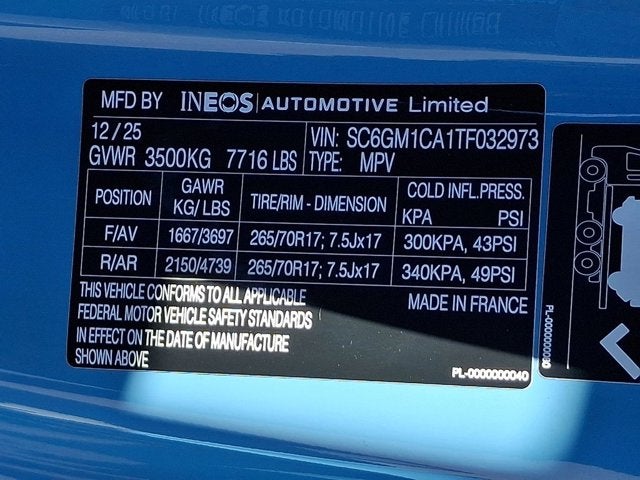 MFD BY INEOS AUTOMOTIVE Limited
12/25
GVWR 3500KG 7716 LBS
VIN: SC6GM1CA1TF032973
TYPE: MPV
POSITION GAWR KG/ LBS TIRE/RIM - DIMENSION COLD INFL.PRESS. KPA PSI
F/AV 1667/3697 265/70R17; 7.5Jx17 300KPA, 43PSI
R/AR 2150/4739 265/70R17; 7.5Jx17 340KPA, 49PSI
THIS VEHICLE CONFORMS TO ALL APPLICABLE
FEDERAL MOTOR VEHICLE SAFETY STANDARDS
IN EFFECT ON THE DATE OF MANUFACTURE
SHOWN ABOVE
MADE IN FRANCE
PL-0000000040
PL-0000000030